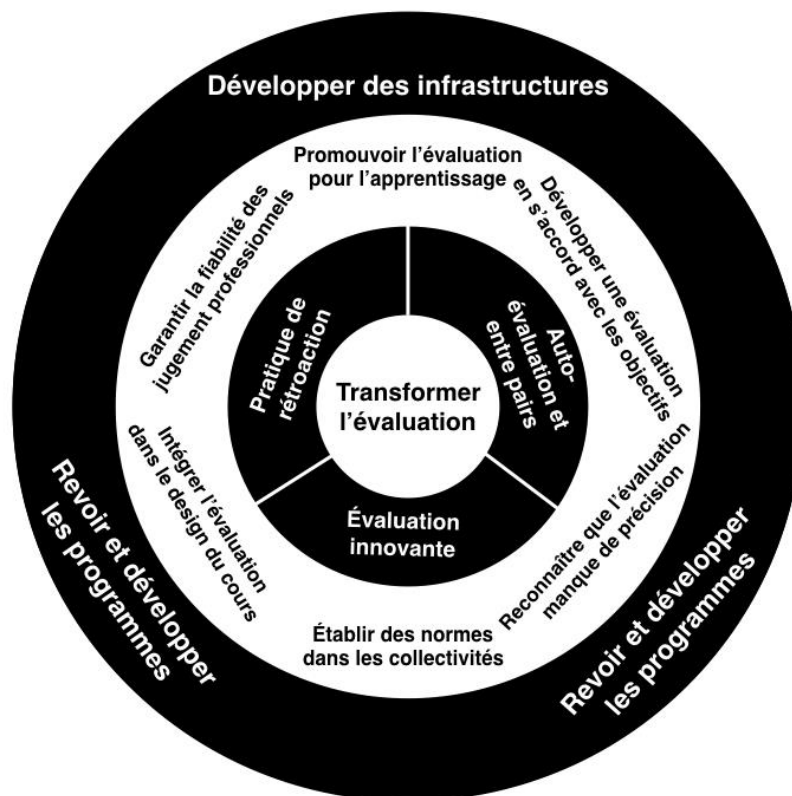 Développer des infrastructures
Promouvoir l’évaluation
pour l’apprentissage
Développer une évaluation
en s’accord avec les objectifs
Reconnaître que l’évaluation
manque de précision
Établir des normes
dans les collectivités
Intégrer l’évaluation
dans le design du cours
Garantir la fiabilité des
jugement professionnels
Pratique de
rétroaction
Auto-
évaluation et
entre pairs
Évaluation
innovante
Transformer
l’évaluation
Revoir et développer
les programmes
Revoir et développer
les programmes